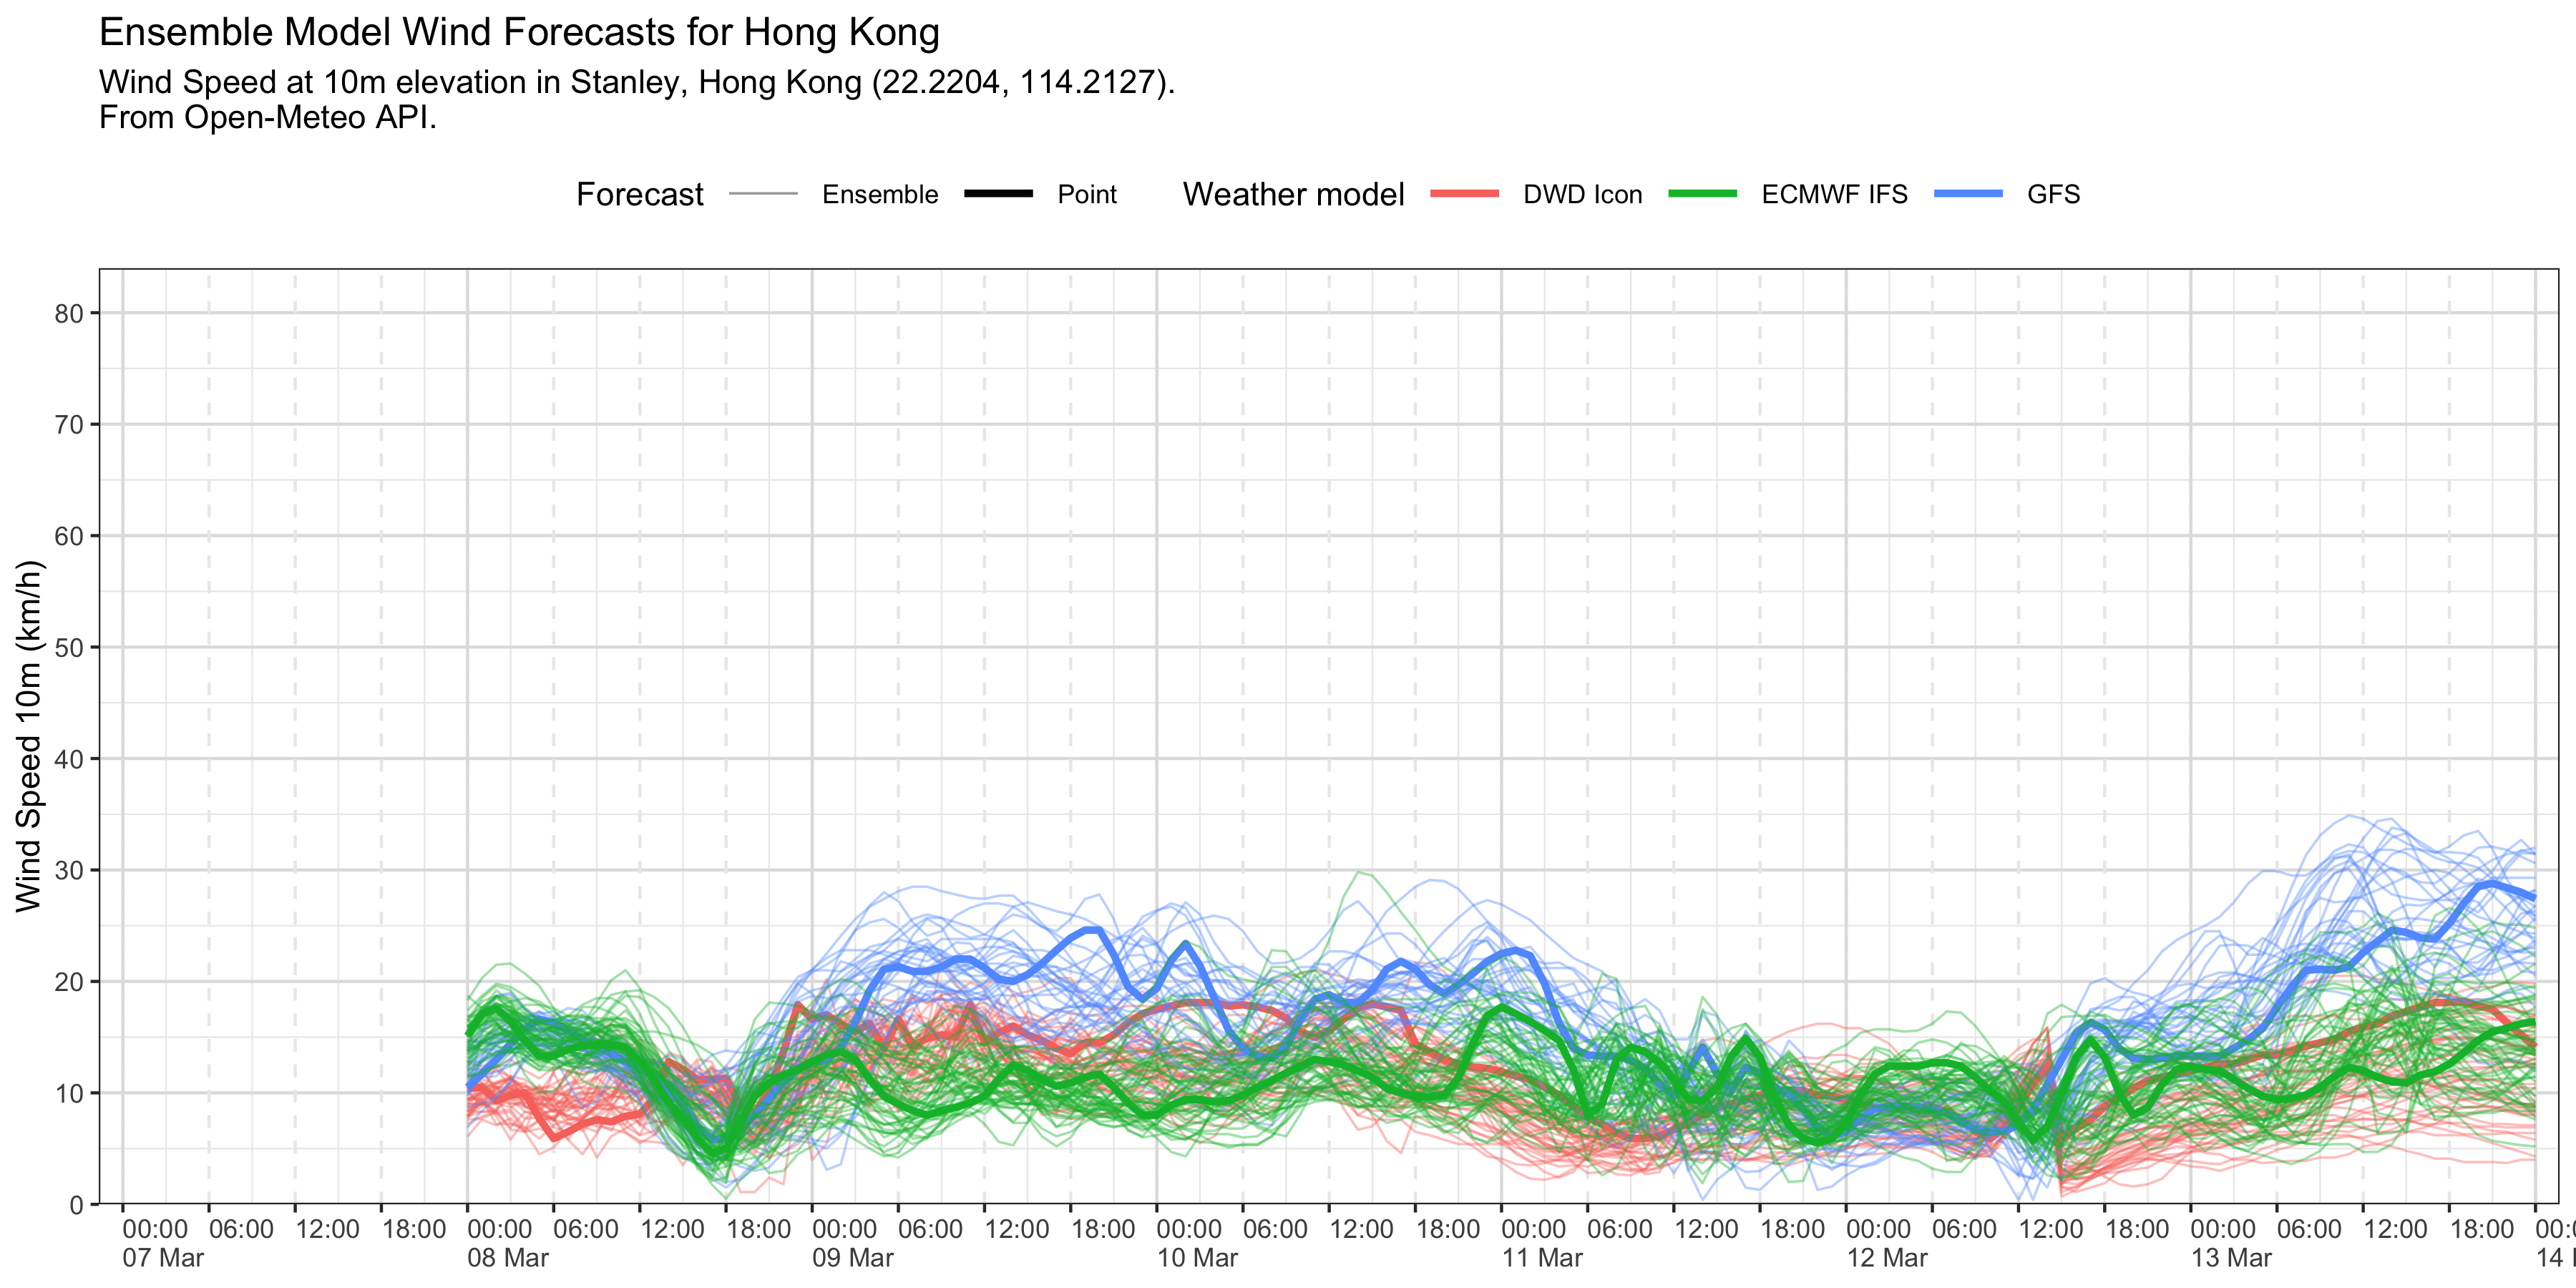 Ensemble Model Wind Forecasts for Hong Kong
Wind Speed at 10m elevation in Stanley, Hong Kong (22.2204, 114.2127).
From Open-Meteo API.
Forecast Ensemble Point Weather model DWD Icon ECMWF IFS GFS
Wind Speed 10m (km/h)
80
70
60
50
40
30
20
10
0
00:00 06:00 12:00 18:00 00:00 06:00 12:00 18:00 00:00 06:00 12:00 18:00 00:00 06:00 12:00 18:00 00:00 06:00 12:00 18:00 00:00 06:00 12:00 18:00 00:00 06:00 12:00 18:00
07 Mar 08 Mar 09 Mar 10 Mar 11 Mar 12 Mar 13 Mar 14